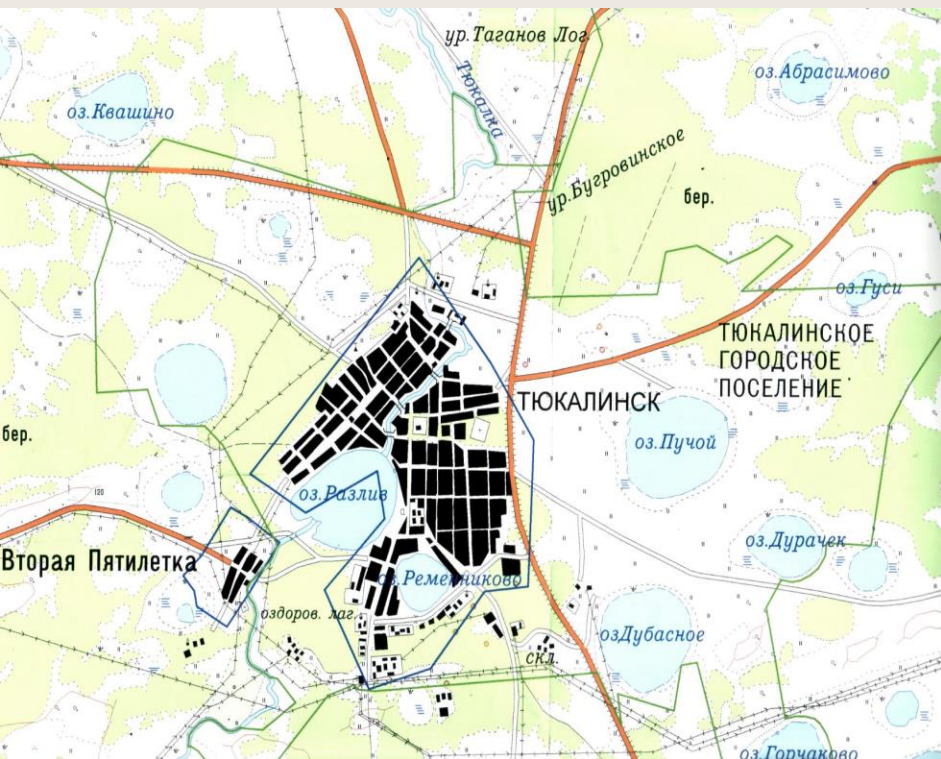 ур.Таганов Лог
Тюкалка
оз.Абрасимово
оз.Квашино
ур.Бугровинское
бер.
оз.Гуси
ТЮКАЛИНСКОЕ
ГОРОДСКОЕ
ПОСЕЛЕНИЕ
ТЮКАЛИНСК
бер.
оз.Пучой
120
оз.Разлив
оз.Дурачек
Вторая Пятилетка
оз.Ременниково
оздоров. лаг.
озДубасное
скл.
оз.Горчаково